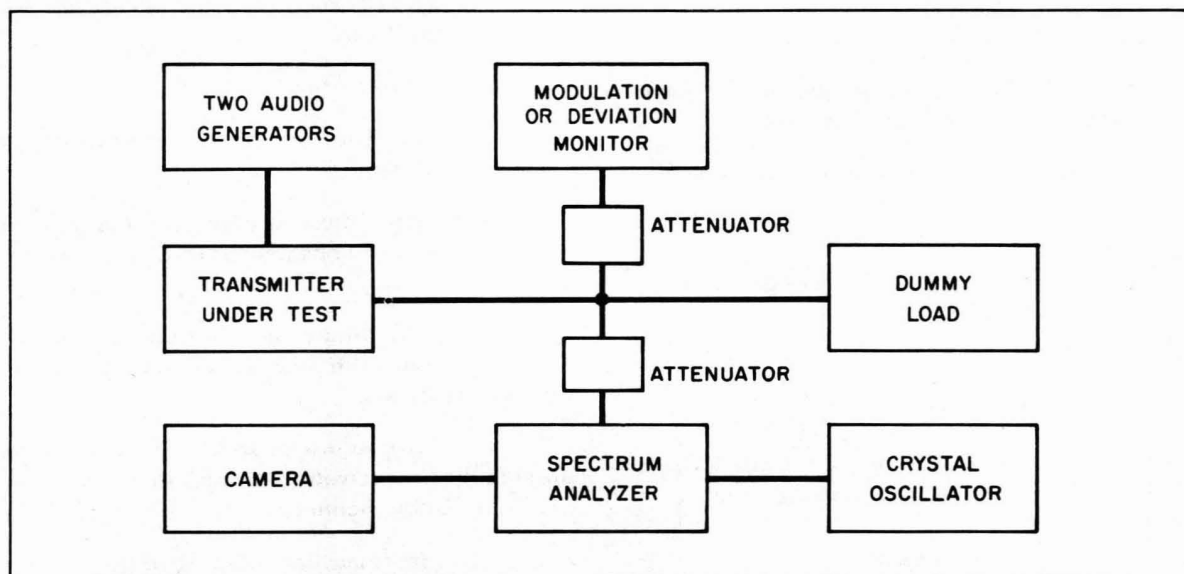 TWO AUDIO
GENERATORS
MODULATION
OR DEVIATION
MONITOR
ATTENUATOR
TRANSMITTER
UNDER TEST
DUMMY
LOAD
ATTENUATOR
CAMERA
SPECTRUM
ANALYZER
CRYSTAL
OSCILLATOR